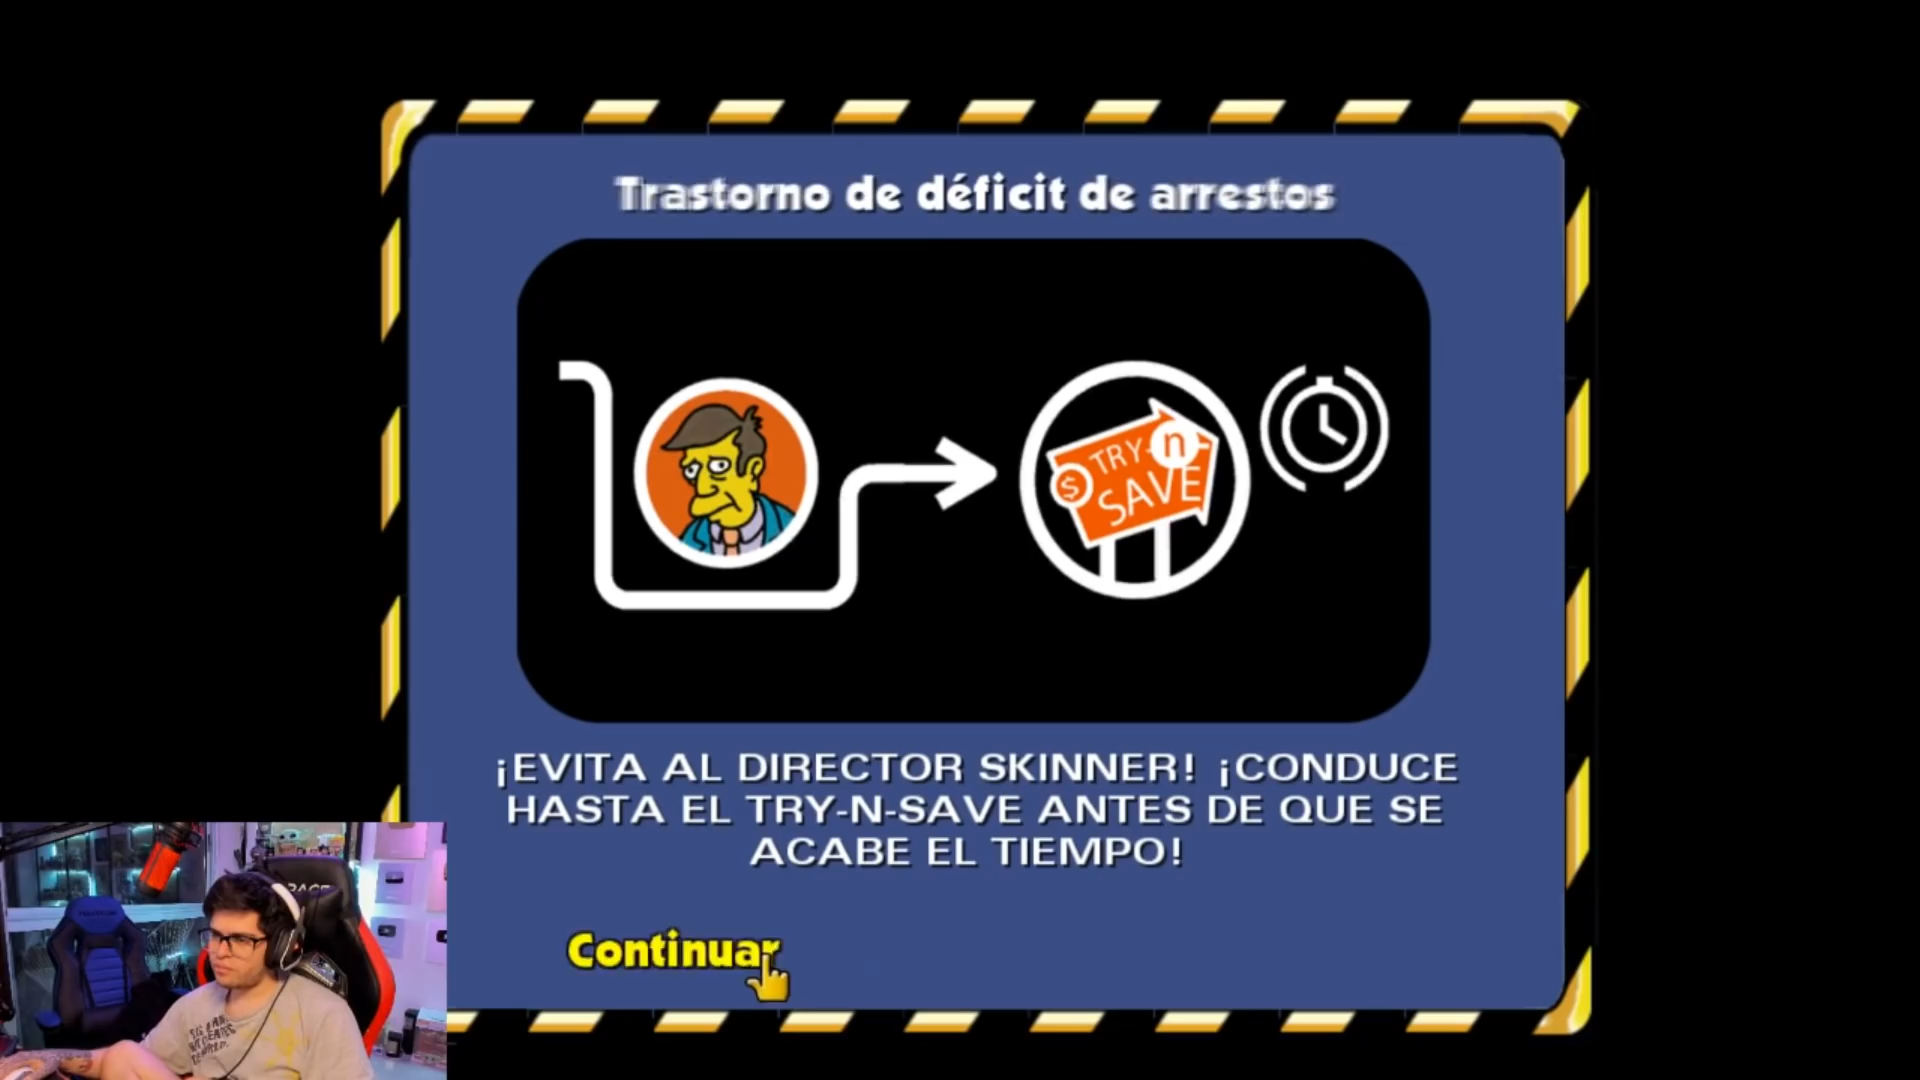 Trastorno de déficit de arrestos
TRY-n-
$ SAVE
¡EVITA AL DIRECTOR SKINNER! ¡CONDUCE
HASTA EL TRY-N-SAVE ANTES DE QUE SE
ACABE EL TIEMPO!
Continuar